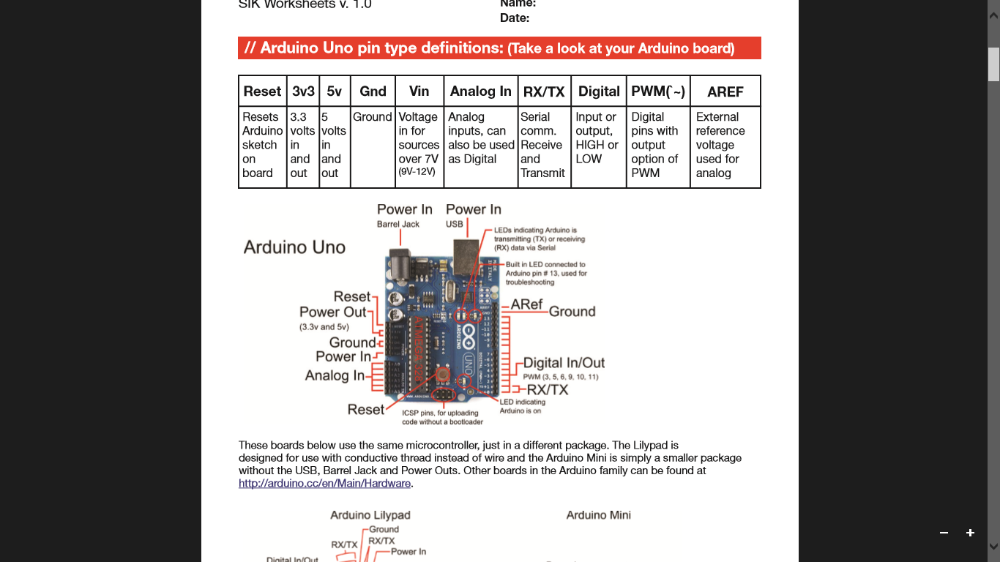 SIK Worksheets v. 1.0
Name:
Date:
// Arduino Uno pin type definitions: (Take a look at your Arduino board)
Reset 3v3 5v Gnd Vin Analog In RX/TX Digital PWM(~) AREF
Resets Arduino sketch on board
3.3 volts in and out
5 volts in and out
Ground
Voltage in for sources over 7V (9V-12V)
Analog inputs, can also be used as Digital
Serial comm. Receive and Transmit
Input or output, HIGH or LOW
Digital pins with output option of PWM
External reference voltage used for analog
Power In
Barrel Jack
Power In
USB
LEDs indicating Arduino is
transmitting (TX) or receiving
(RX) data via Serial
Arduino Uno
Built in LED connected to
Arduino pin # 13, used for
troubleshooting
Reset
Power Out
(3.3v and 5v)
Ground
Power In
Analog In
Reset
ATMEGA 328
ARDUINO
UNO
ARef
Ground
Digital In/Out
PWM (3, 5, 6, 9, 10, 11)
RX/TX
LED indicating
Arduino is on
ICSP pins, for uploading
code without a bootloader
These boards below use the same microcontroller, just in a different package. The Lilypad is
designed for use with conductive thread instead of wire and the Arduino Mini is simply a smaller package
without the USB, Barrel Jack and Power Outs. Other boards in the Arduino family can be found at
http://arduino.cc/en/Main/Hardware.
Arduino Lilypad
Arduino Mini
Ground
RX/TX
RX/TX
Power In
Digital In/Out